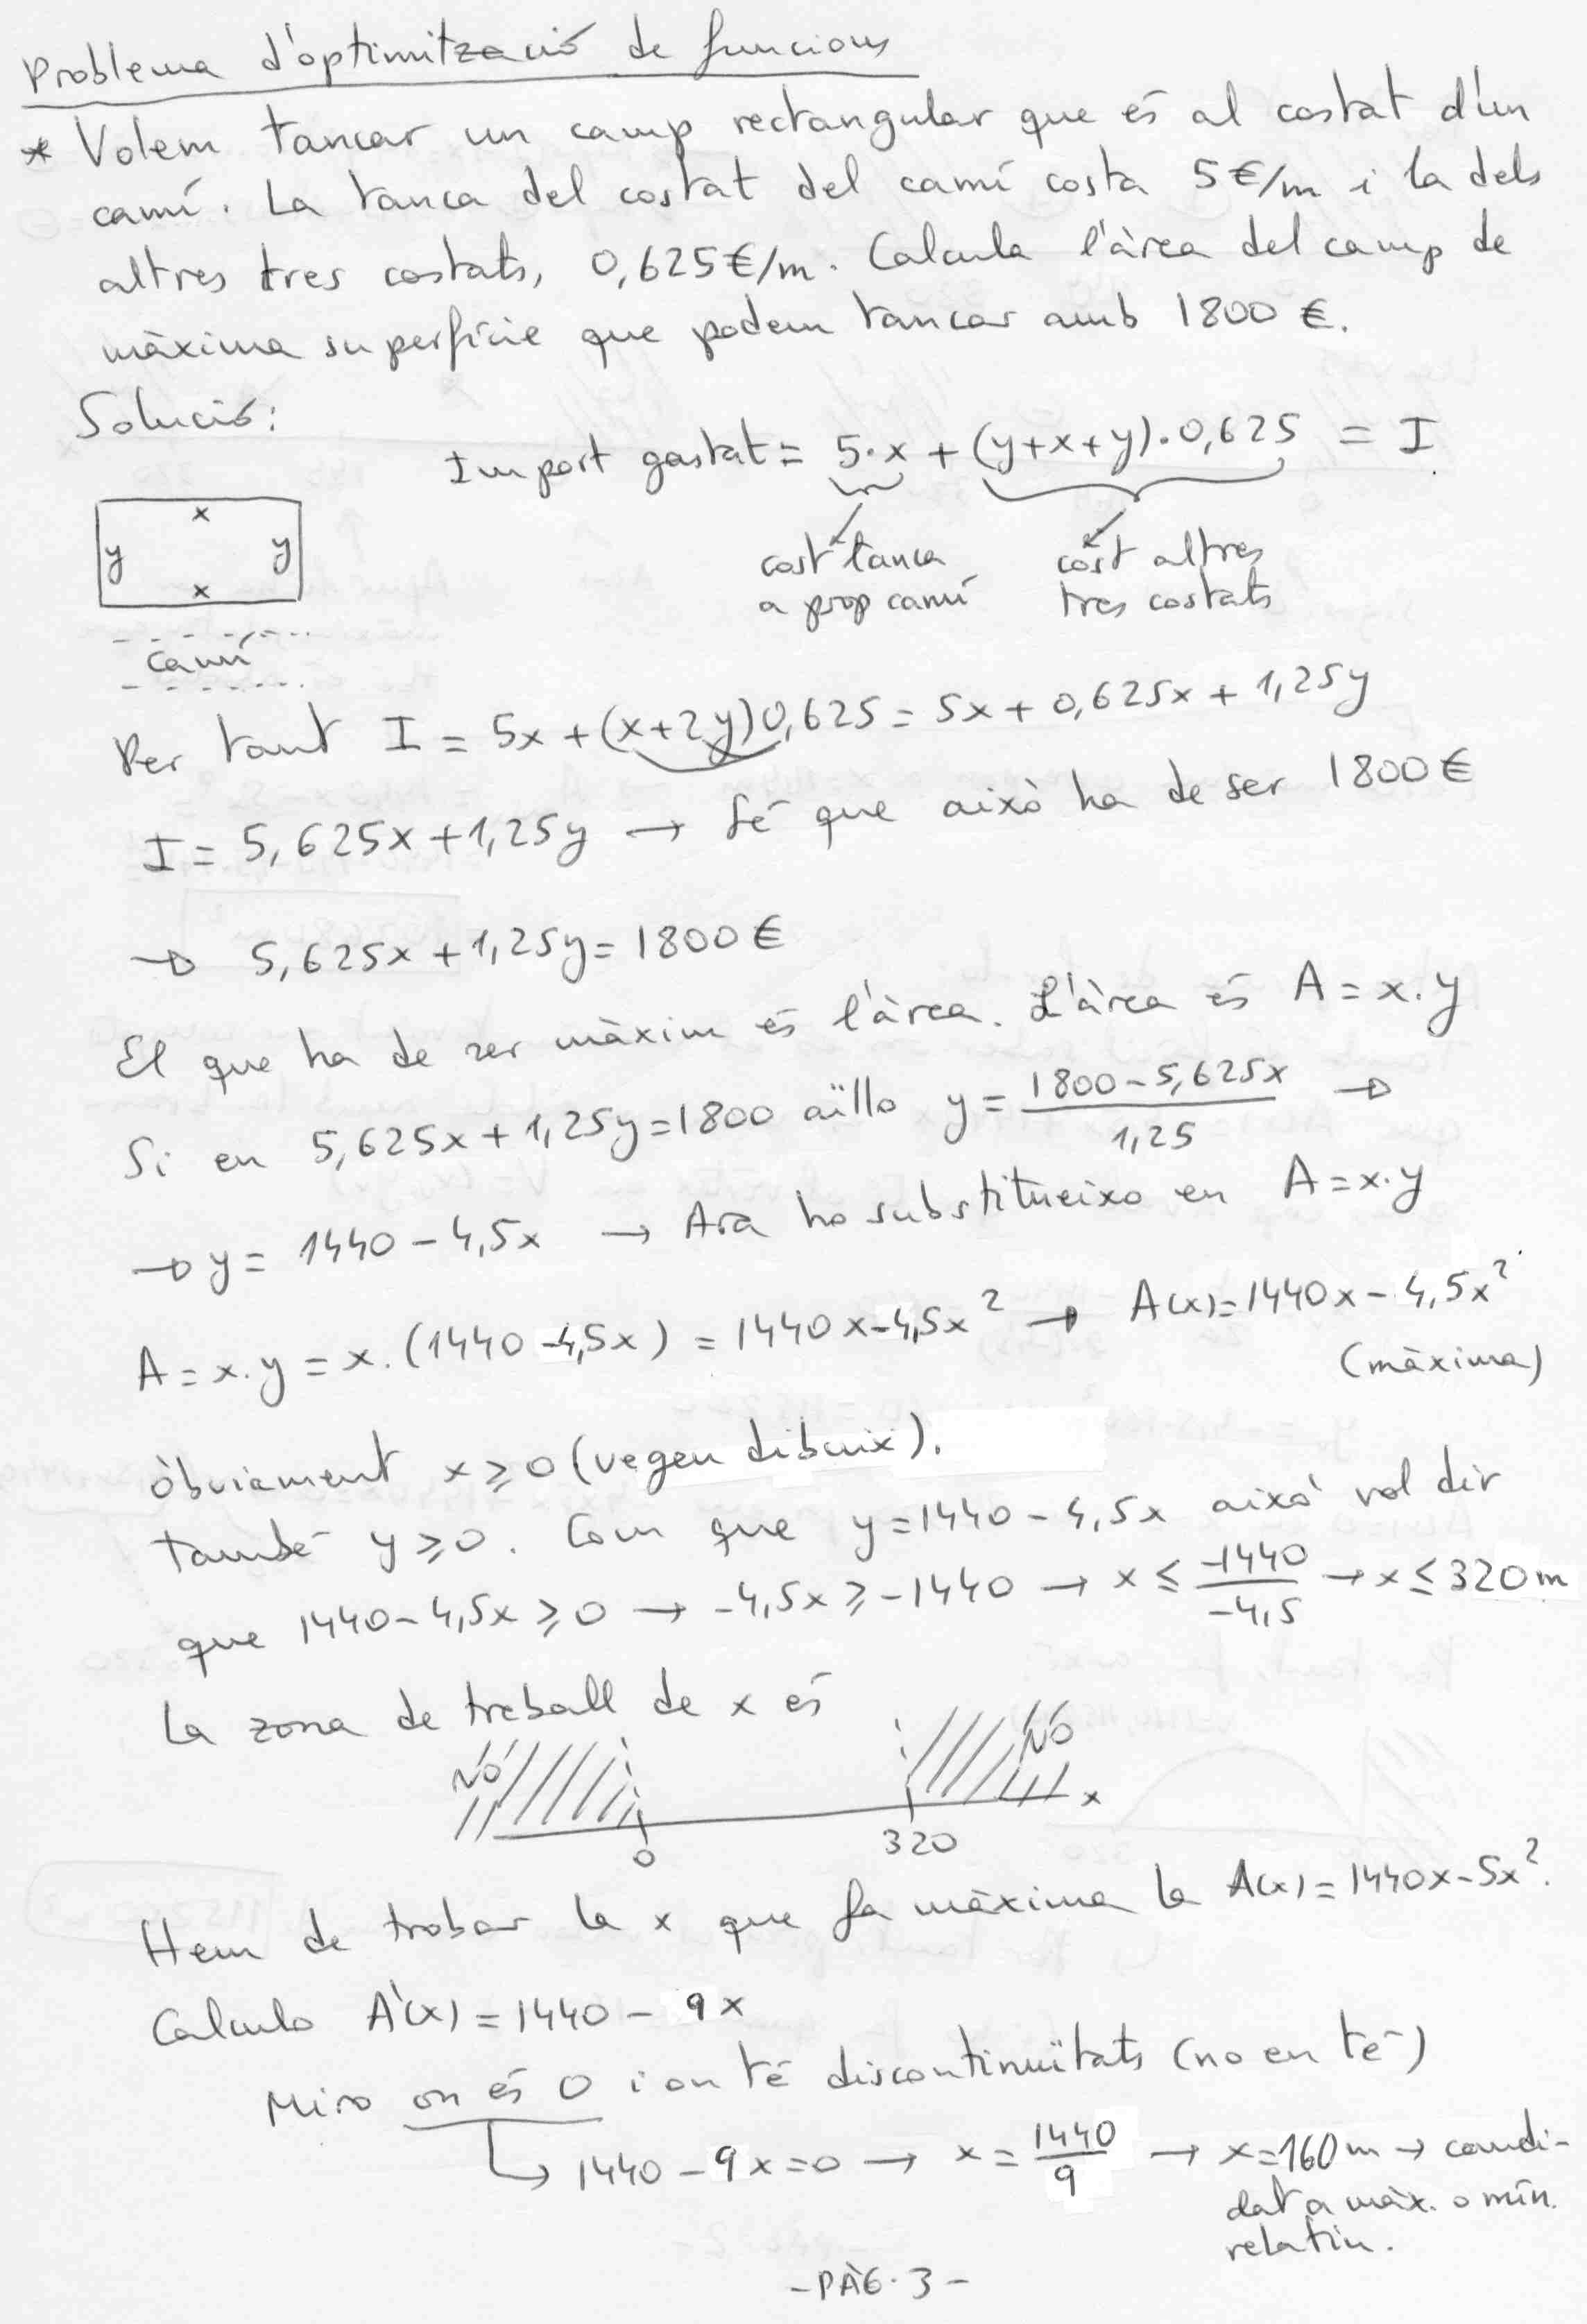 Problema d'optimització de funcions
* Volem tancar un camp rectangular que és al costat d'un
camí. La tanca del costat del camí costa 5€/m i la dels
altres tres costats, 0,625€/m. Calcula l'àrea del camp de
màxima superfície que podem tancar amb 1800 €.
Solució:
Import gastat = 5·x + (y+x+y)·0,625 = I
x
y y
x
cost tanca
a prop camí
cost altres
tres costats
camí
Per tant I = 5x + (x+2y)0,625 = 5x + 0,625x + 1,25y
I = 5,625x + 1,25y → Sé que això ha de ser 1800€
→ 5,625x + 1,25y = 1800 €
El que ha de ser màxim és l'àrea. L'àrea és A = x·y
Si en 5,625x + 1,25y = 1800 aïllo y = \frac{1800 - 5,625x}{1,25} →
→ y = 1440 - 4,5x → Ara ho substitueixo en A = x·y
A = x·y = x·(1440 - 4,5x) = 1440x - 4,5x² → A(x) = 1440x - 4,5x²
(màxima)
Òbviament x ≥ 0 (vegeu dibuix).
també y ≥ 0. Com que y = 1440 - 4,5x això vol dir
que 1440 - 4,5x ≥ 0 → -4,5x ≥ -1440 → x ≤ \frac{-1440}{-4,5} → x ≤ 320 m
La zona de treball de x és
NO NO
0 320 x
Hem de trobar la x que fa màxima la A(x) = 1440x - 5x².
Calculo A'(x) = 1440 - 9x
Miro on és 0 i on té discontinuïtats (no en té)
↳ 1440 - 9x = 0 → x = \frac{1440}{9} → x = 160 m → candi-
dat a màx. o mín.
relatiu.
- PÀG. 3 -